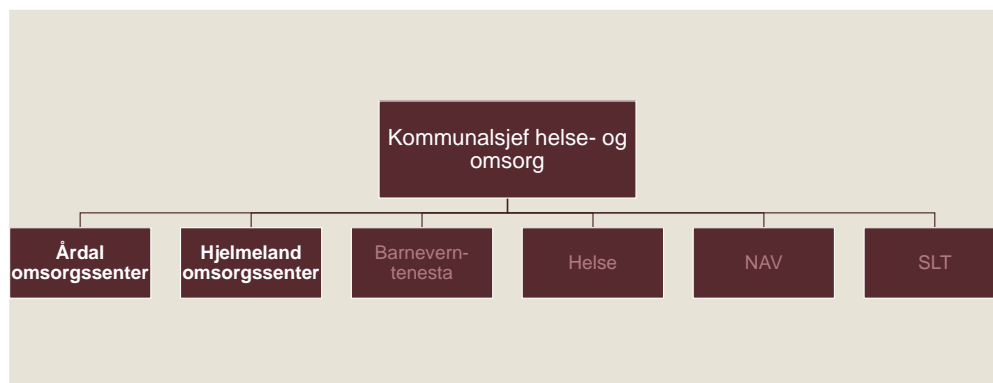 Kommunalsjef helse- og
omsorg
Årdal
omsorgssenter
Hjelmeland
omsorgssenter
Barnevern-
tenesta
Helse
NAV
SLT